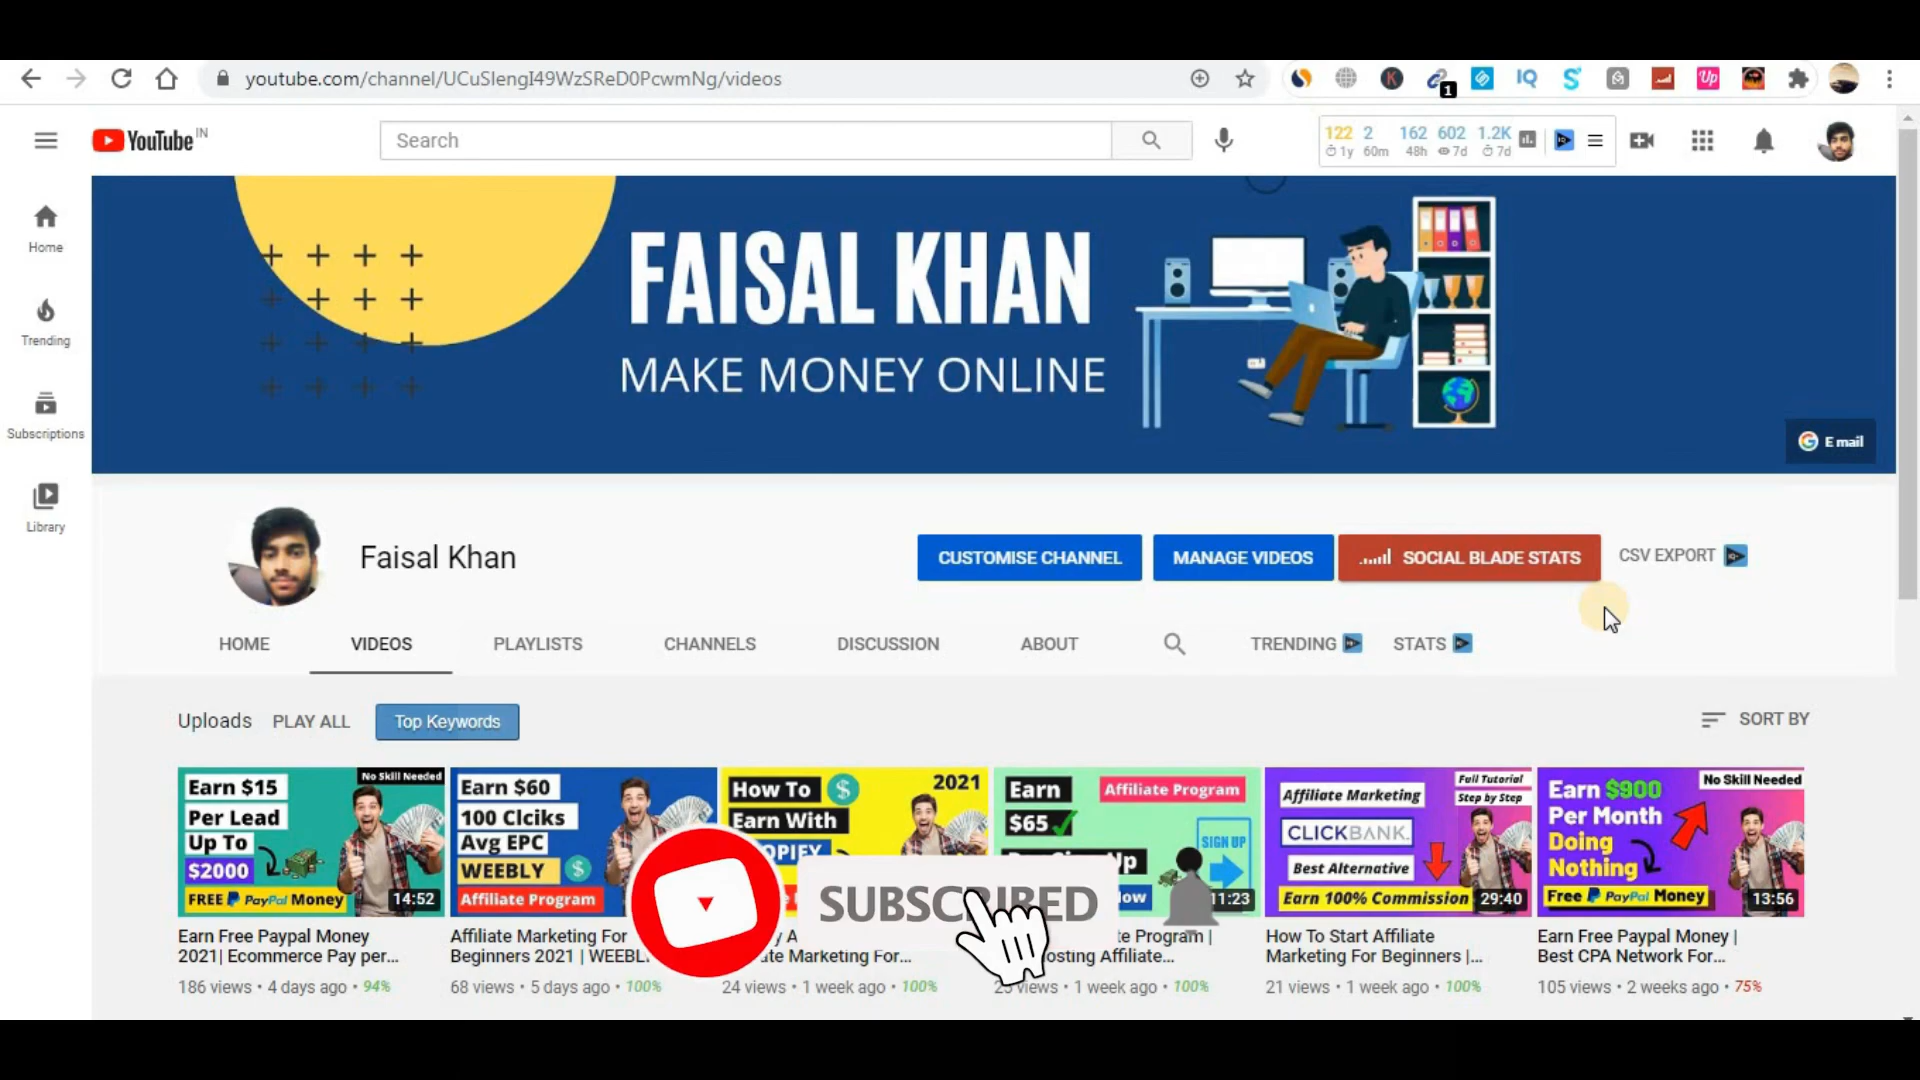 youtube.com/channel/UCuSlengI49WzSReD0PcwmNg/videos
1
IQ
Up
YouTube IN
Search
122 2 162 602 1.2K
1y 60m 48h 7d 7d
Home
Trending
Subscriptions
Library
FAISAL KHAN
MAKE MONEY ONLINE
E mail
Faisal Khan
CUSTOMISE CHANNEL
MANAGE VIDEOS
SOCIAL BLADE STATS
CSV EXPORT
HOME VIDEOS PLAYLISTS CHANNELS DISCUSSION ABOUT TRENDING STATS
Uploads PLAY ALL Top Keywords
SORT BY
No Skill Needed
Earn $15
Per Lead
Up To
$2000
FREE PayPal Money
14:52
Earn Free Paypal Money
2021| Ecommerce Pay per...
186 views • 4 days ago • 94%
Earn $60
100 Clciks
Avg EPC
WEEBLY
Affiliate Program
Affiliate Marketing For
Beginners 2021 |
68 views • 5 days ago • 100%
2021
How To
Earn With
24 views • 1 week ago • 100%
Earn
Affiliate Program
$65
SIGN UP
11:23
Program |
Affiliate...
views • 1 week ago • 100%
Full Tutorial
Step by Step
Affiliate Marketing
CLICKBANK
Best Alternative
Earn 100% Commission
29:40
How To Start Affiliate
Marketing For Beginners |...
21 views • 1 week ago • 100%
No Skill Needed
Earn $900
Per Month
Doing
Nothing
Free PayPal Money
13:56
Earn Free Paypal Money |
Best CPA Network For...
105 views • 2 weeks ago • 75%
SUBSCRIBED